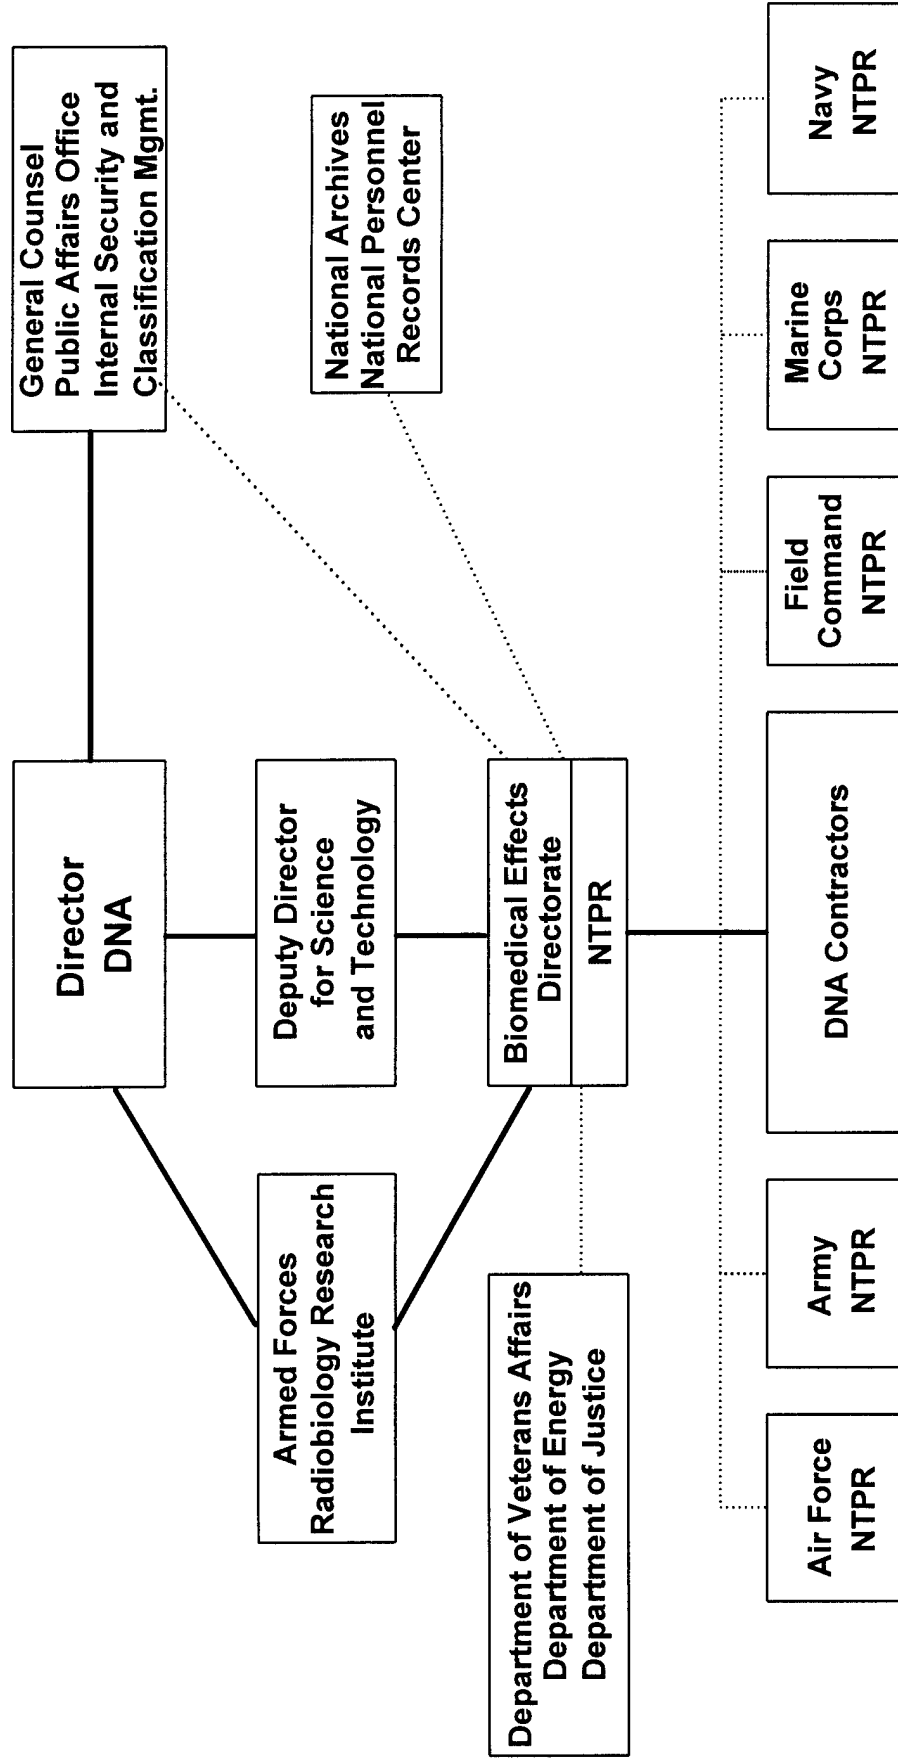 Director
DNA
General Counsel
Public Affairs Office
Internal Security and
Classification Mgmt.
Armed Forces
Radiobiology Research
Institute
Deputy Director
for Science
and Technology
National Archives
National Personnel
Records Center
Department of Veterans Affairs
Department of Energy
Department of Justice
Biomedical Effects
Directorate
NTPR
Air Force
NTPR
Army
NTPR
DNA Contractors
Field
Command
NTPR
Marine
Corps
NTPR
Navy
NTPR